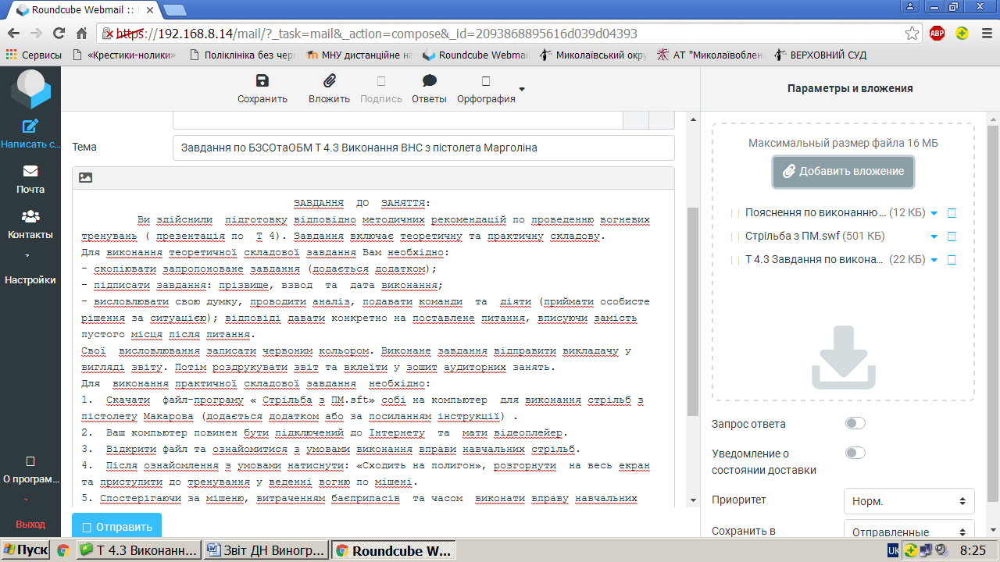 Roundcube Webmail ::
https://192.168.8.14/mail/?_task=mail&_action=compose&_id=2093868895616d039d04393
ABP
Сервисы
«Крестики-нолики»
Поліклініка без чер
МНУ дистанційне на
Roundcube Webmail
Миколаївський окру
АТ "Миколаївоблен
ВЕРХОВНИЙ СУД
Написать с...
Почта
Контакты
Настройки
О програм...
Выход
Сохранить
Вложить
Подпись
Ответы
Орфография
Тема
Завдання по БЗСОтаОБМ Т 4.3 Виконання ВНС з пістолета Марголіна
ЗАВДАННЯ ДО ЗАНЯТТЯ:
Ви здійснили підготовку відповідно методичних рекомендацій по проведенню вогневих
тренувань ( презентація по Т 4). Завдання включає теоретичну та практичну складову.
Для виконання теоретичної складової завдання Вам необхідно:
- скопіювати запропоноване завдання (додається додатком);
- підписати завдання: прізвище, взвод та дата виконання;
- висловлювати свою думку, проводити аналіз, подавати команди та діяти (приймати особисте
рішення за ситуацією); відповіді давати конкретно на поставлене питання, вписуючи замість
пустого місця після питання.
Свої висловлювання записати червоним кольором. Виконане завдання відправити викладачу у
вигляді звіту. Потім роздрукувати звіт та вклеїти у зошит аудиторних занять.
Для виконання практичної складової завдання необхідно:
1. Скачати файл-програму « Стрільба з ПМ.sft» собі на компьютер для виконання стрільб з
пістолету Макарова (додається додатком або за посиланням інструкції) .
2. Ваш компьютер повинен бути підключений до Інтернету та мати відеоплейер.
3. Відкрити файл та ознайомитися з умовами виконання вправи навчальних стрільб.
4. Після ознайомлення з умовами натиснути: «Сходить на полигон», розгорнути на весь екран
та приступити до тренування у веденні вогню по мішені.
5. Спостерігаючи за мішеню, витраченням баєприпасів та часом виконати вправу навчальних
Отправить
Параметры и вложения
Максимальный размер файла 16 МБ
Добавить вложение
Пояснення по виконанню ... (12 КБ)
Стрільба з ПМ.swf (501 КБ)
Т 4.3 Завдання по викона... (22 КБ)
Запрос ответа
Уведомление о
состоянии доставки
Приоритет
Норм.
Сохранить в
Отправленные
Пуск
Т 4.3 Виконанн...
Звіт ДН Виногр...
Roundcube W...
UK
8:25